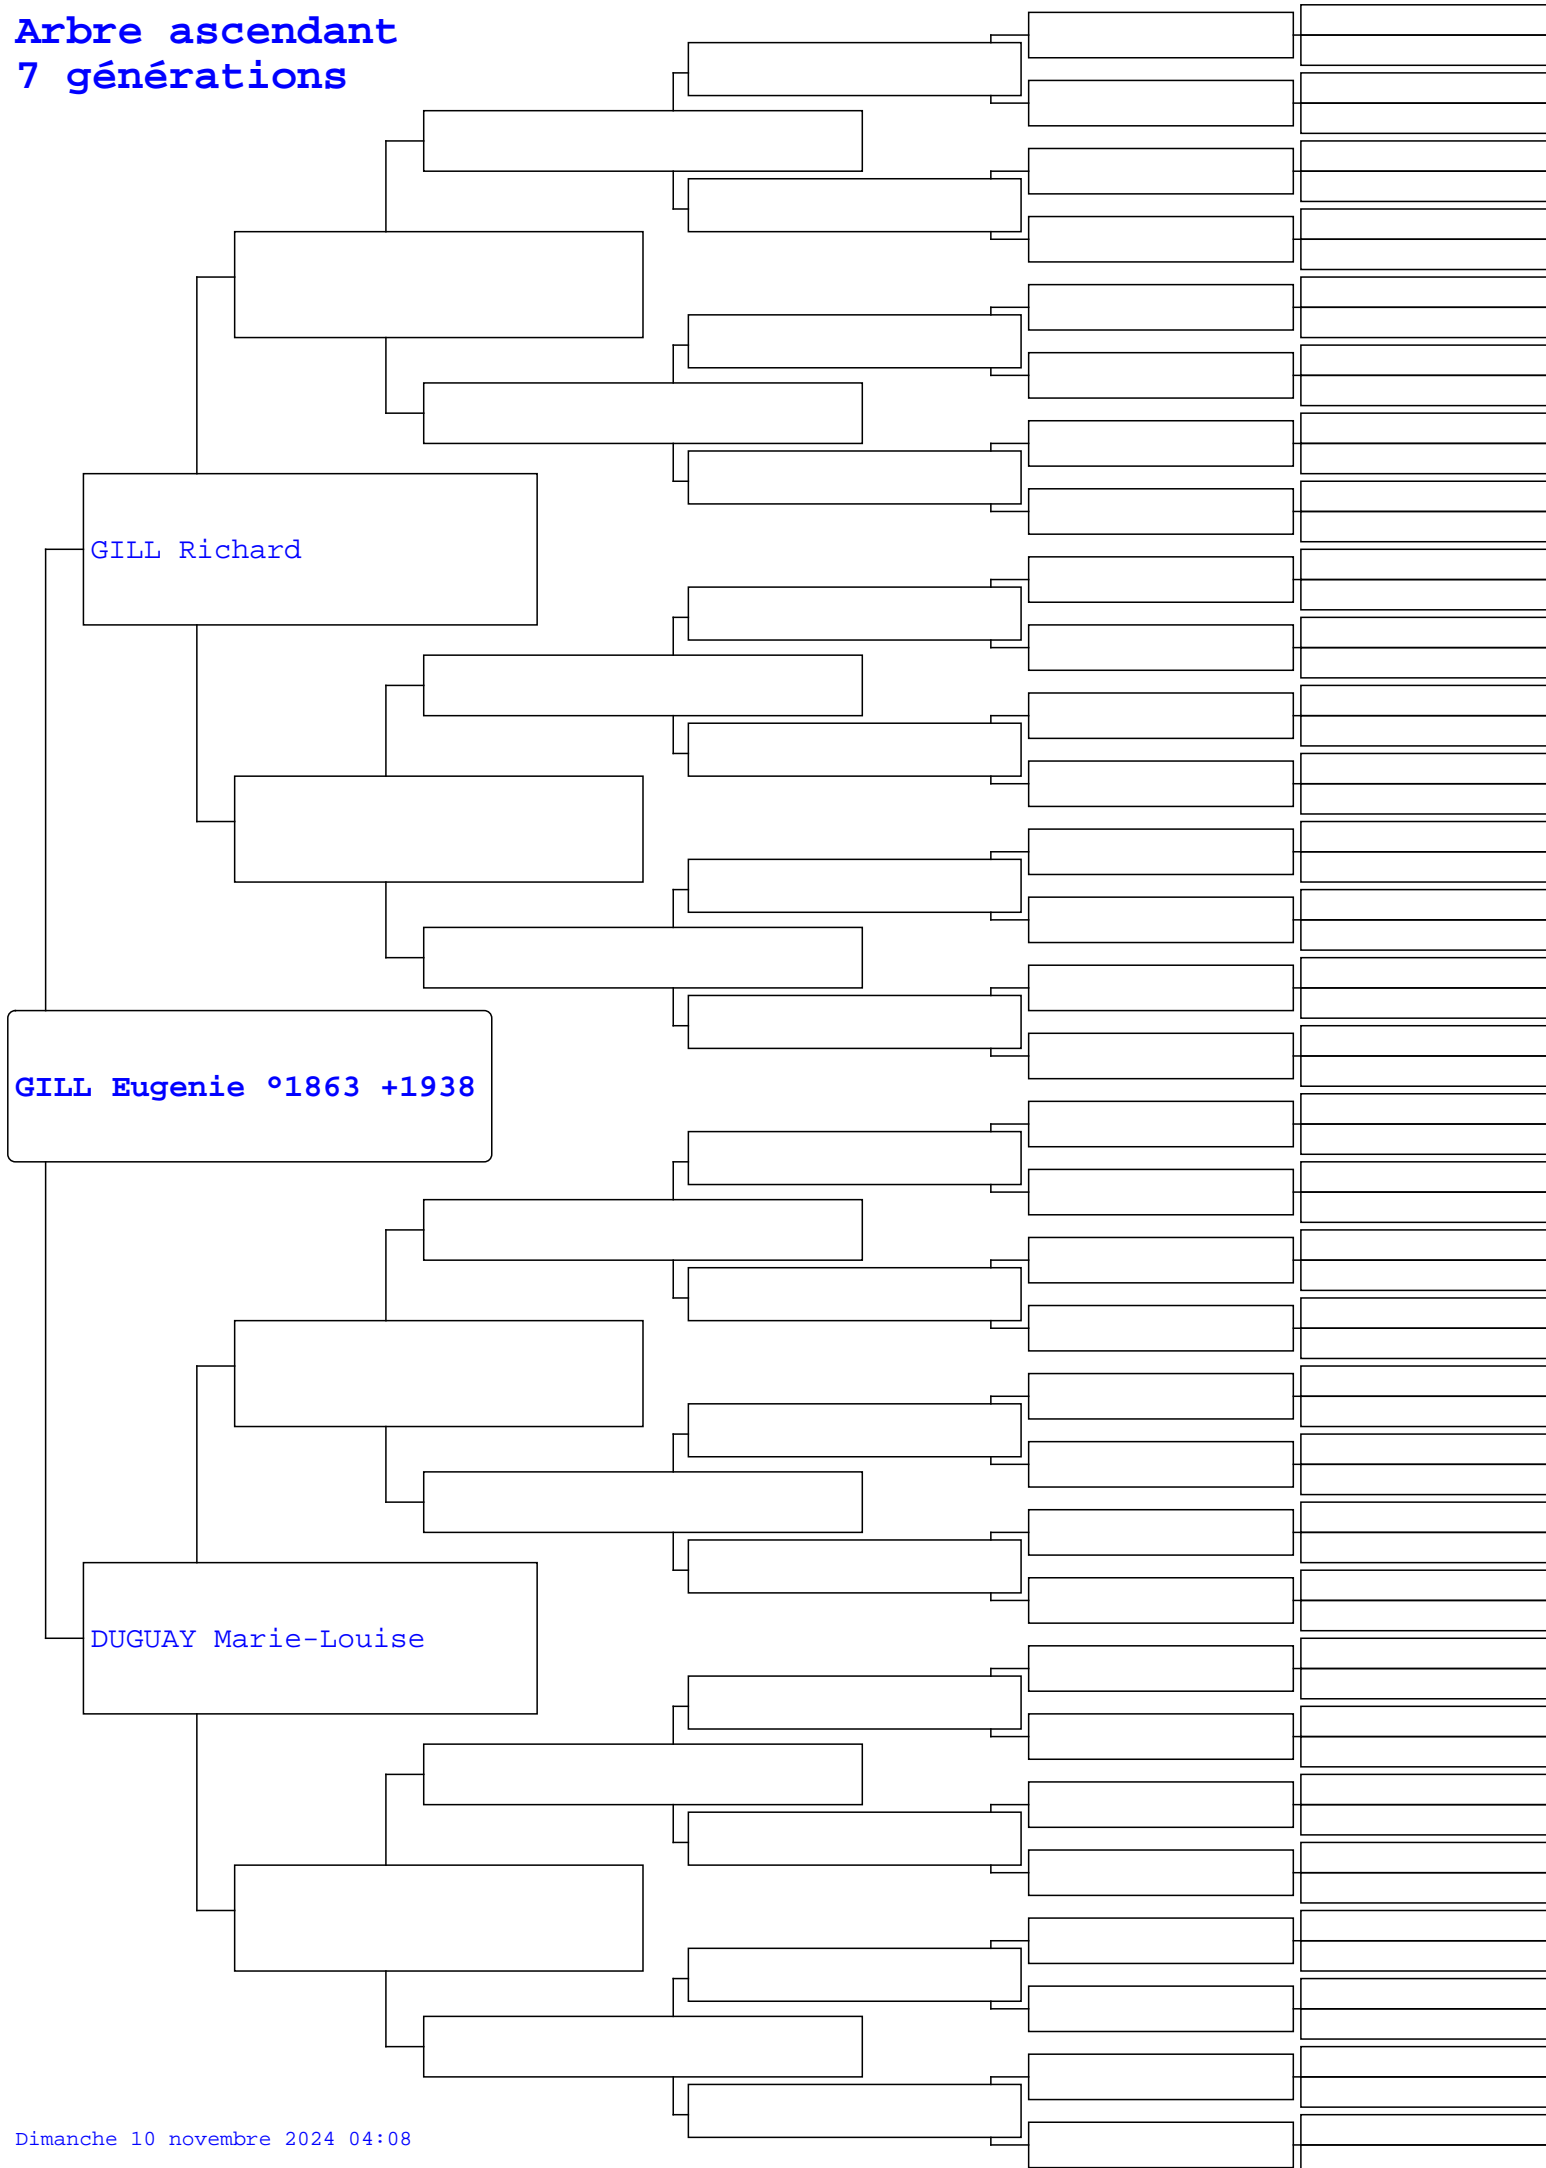 Arbre ascendant
7 générations
GILL Richard
GILL Eugenie °1863 +1938
DUGUAY Marie-Louise
Dimanche 10 novembre 2024 04:08